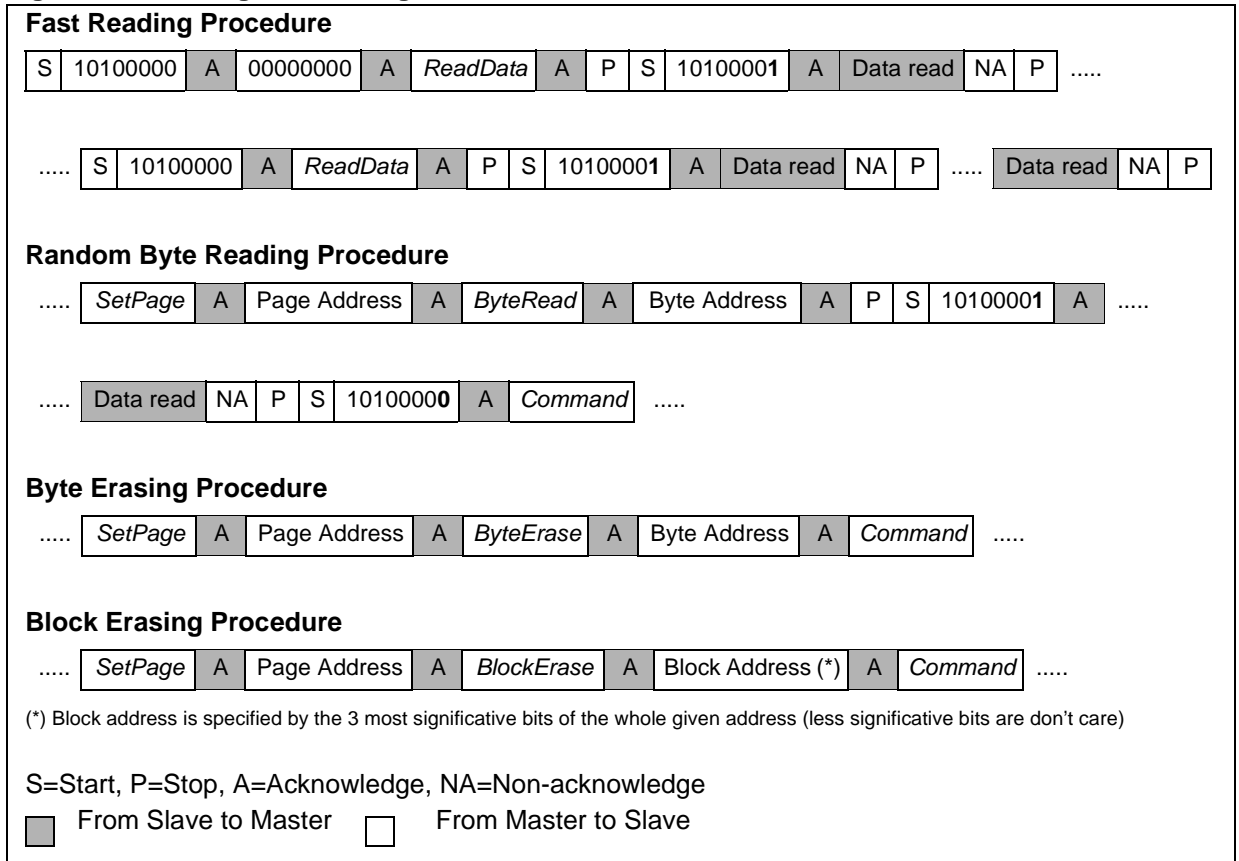 Fast Reading Procedure
S 10100000 A 00000000 A ReadData A P S 10100001 A Data read NA P .....
..... S 10100000 A ReadData A P S 10100001 A Data read NA P ..... Data read NA P
Random Byte Reading Procedure
..... SetPage A Page Address A ByteRead A Byte Address A P S 10100001 A .....
..... Data read NA P S 10100000 A Command .....
Byte Erasing Procedure
..... SetPage A Page Address A ByteErase A Byte Address A Command .....
Block Erasing Procedure
..... SetPage A Page Address A BlockErase A Block Address (*) A Command .....
(*) Block address is specified by the 3 most significative bits of the whole given address (less significative bits are don't care)
S=Start, P=Stop, A=Acknowledge, NA=Non-acknowledge
From Slave to Master From Master to Slave